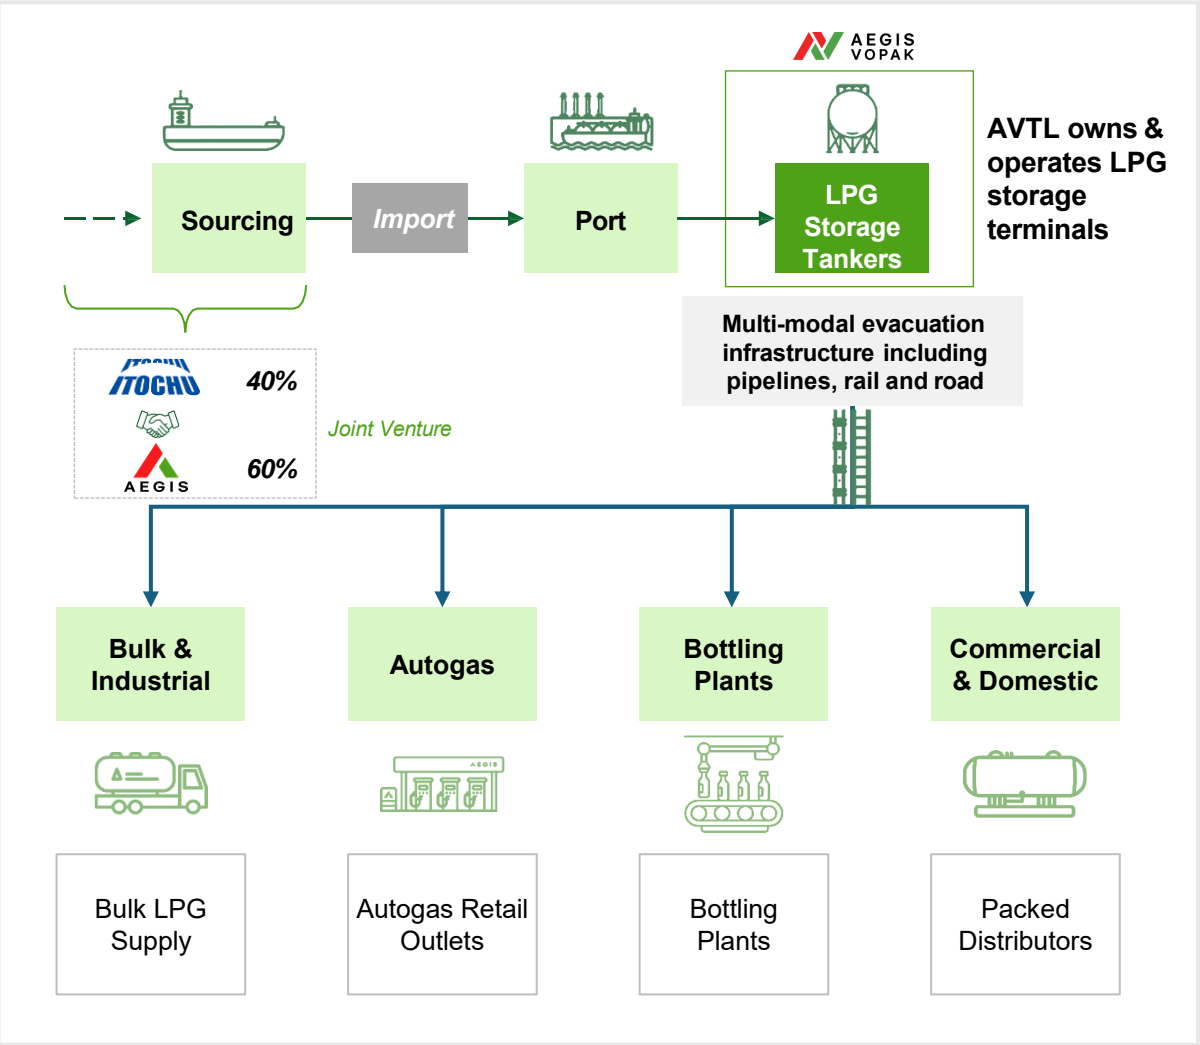 AEGIS
VOPAK
Sourcing
Import
Port
LPG
Storage
Tankers
AVTL owns &
operates LPG
storage
terminals
Multi-modal evacuation
infrastructure including
pipelines, rail and road
ITOCHU
ITOCHU
40%
Joint Venture
AEGIS
60%
Bulk &
Industrial
Autogas
Bottling
Plants
Commercial
& Domestic
AEGIS
Bulk LPG
Supply
Autogas Retail
Outlets
Bottling
Plants
Packed
Distributors